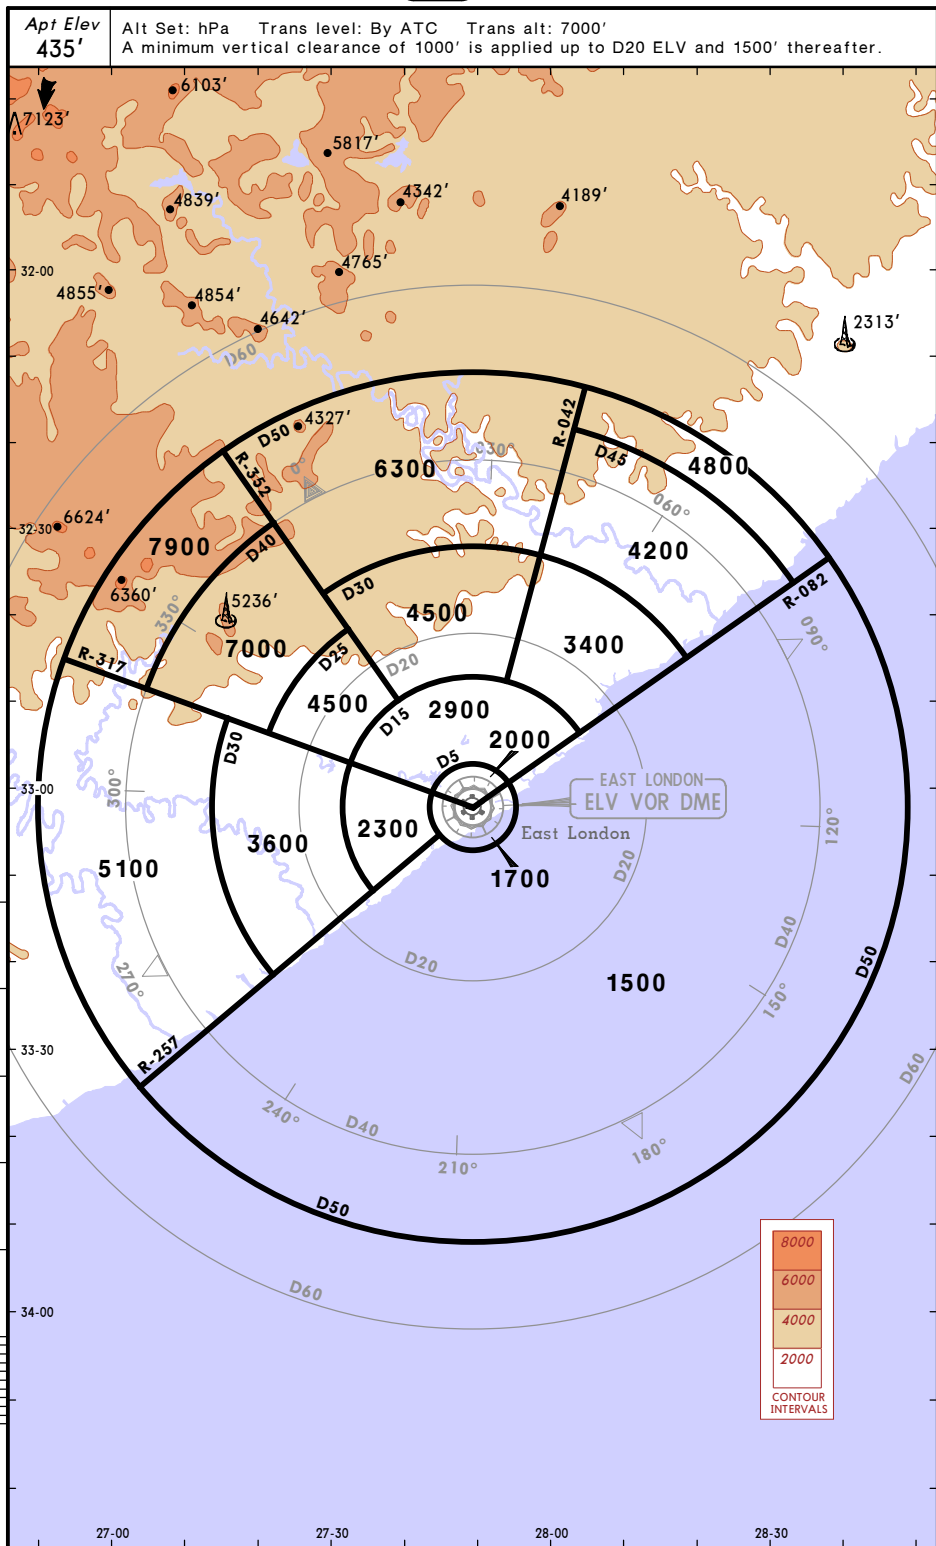 Apt Elev
435'
Alt Set: hPa Trans level: By ATC Trans alt: 7000'
A minimum vertical clearance of 1000' is applied up to D20 ELV and 1500' thereafter.
6103'
7123'
5817'
4839'
4342'
4189'
32-00
4765'
4855'
4854'
4642'
2313'
D60
4327'
D50
R-042
R-352
0°
6300
030°
D45
4800
6624'
32-30
060°
7900
D40
4200
6360'
5236'
D30
4500
R-082
330°
7000
3400
090°
R-317
D25
D20
4500
D15
2900
D30
2000
D5
33-00
300°
EAST LONDON
ELV VOR DME
2300
East London
120°
3600
5100
1700
D20
D40
D50
270°
D20
1500
150°
33-30
R-257
D60
240°
D40
180°
210°
D50
D60
34-00
8000
6000
4000
2000
CONTOUR
INTERVALS
27-00
27-30
28-00
28-30